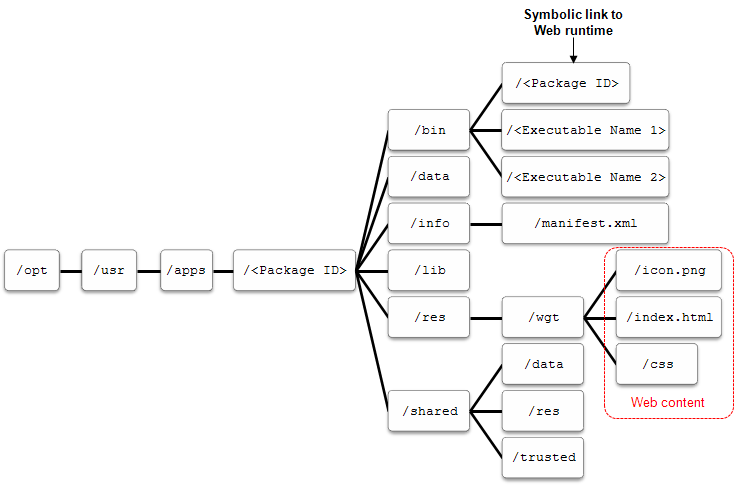 Symbolic link to
Web runtime
/<Package ID>
/bin
/<Executable Name 1>
/data
/<Executable Name 2>
/info
/manifest.xml
/opt
/usr
/apps
/<Package ID>
/lib
/icon.png
/res
/wgt
/index.html
/data
/css
/shared
/res
Web content
/trusted